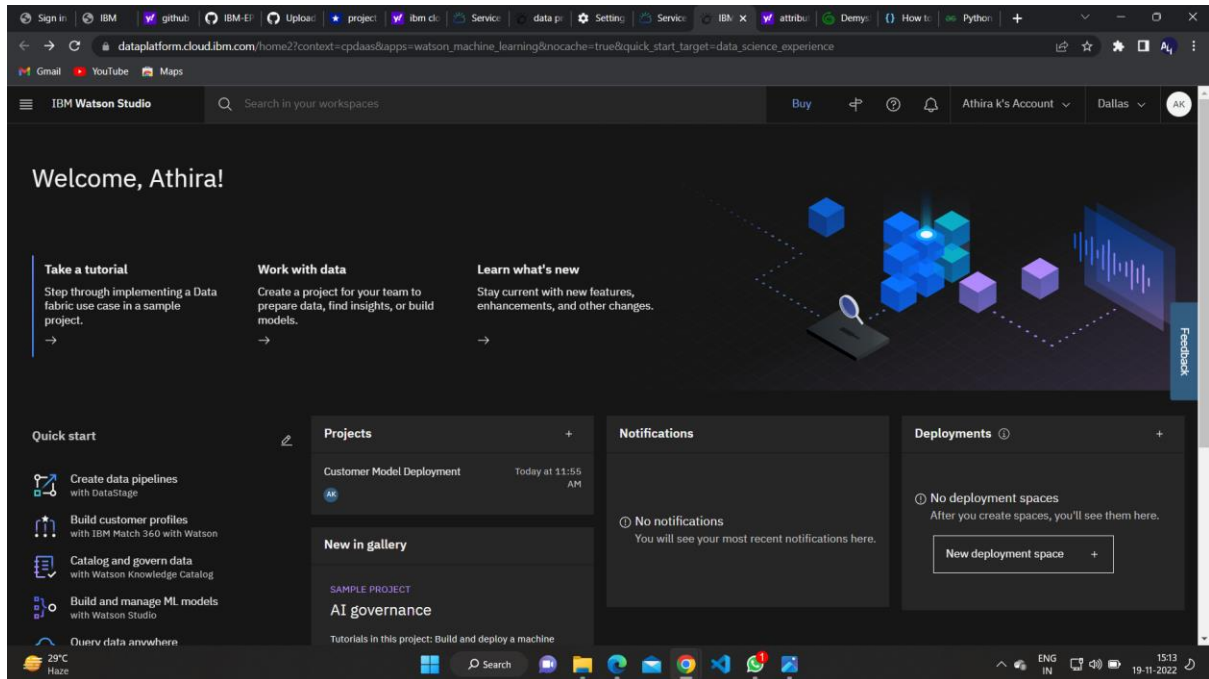 Sign in
IBM
github
IBM-EP
Upload
project
ibm clo
Service
data pr
Setting
Service
IBM
attribut
Demys
How to
Python
dataplatform.cloud.ibm.com/home2?context=cpdaas&apps=watson_machine_learning&nocache=true&quick_start_target=data_science_experience
Gmail YouTube Maps
IBM Watson Studio
Search in your workspaces
Buy
Athira k's Account
Dallas
AK
Welcome, Athira!
Take a tutorial
Step through implementing a Data
fabric use case in a sample
project.
Work with data
Create a project for your team to
prepare data, find insights, or build
models.
Learn what's new
Stay current with new features,
enhancements, and other changes.
Feedback
Quick start
Create data pipelines
with DataStage
Build customer profiles
with IBM Match 360 with Watson
Catalog and govern data
with Watson Knowledge Catalog
Build and manage ML models
with Watson Studio
Query data anywhere
Projects
Customer Model Deployment
Today at 11:55
AM
AK
New in gallery
SAMPLE PROJECT
AI governance
Tutorials in this project: Build and deploy a machine
Notifications
No notifications
You will see your most recent notifications here.
Deployments
No deployment spaces
After you create spaces, you'll see them here.
New deployment space +
29°C
Haze
Search
ENG
IN
15:13
19-11-2022